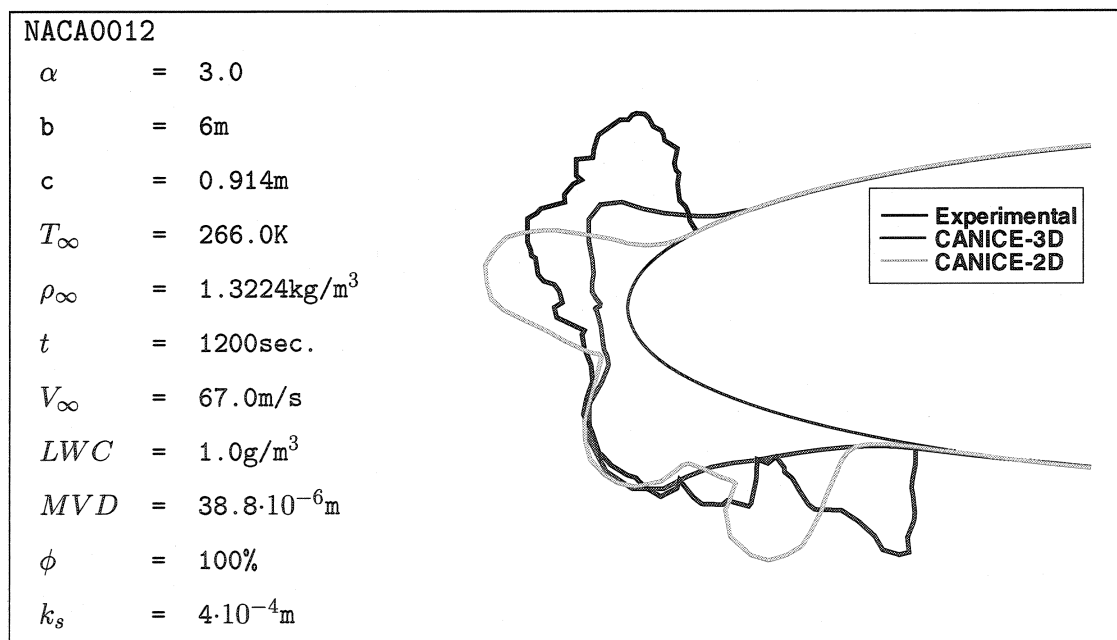 NACA0012
α = 3.0
b = 6m
c = 0.914m
T∞ = 266.0K
ρ∞ = 1.3224kg/m³
t = 1200sec.
V∞ = 67.0m/s
LWC = 1.0g/m³
MVD = 38.8·10⁻⁶m
ϕ = 100%
kₛ = 4·10⁻⁴m
Experimental
CANICE-3D
CANICE-2D